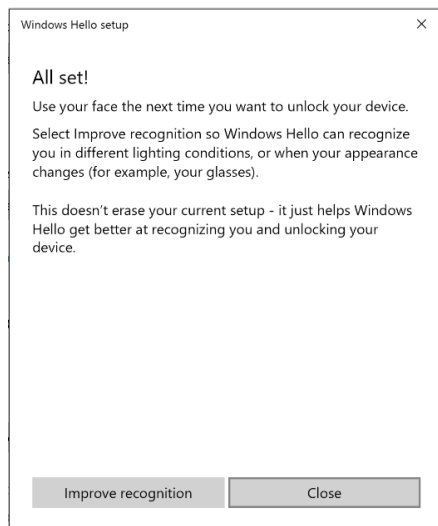 Windows Hello setup
All set!
Use your face the next time you want to unlock your device.
Select Improve recognition so Windows Hello can recognize
you in different lighting conditions, or when your appearance
changes (for example, your glasses).
This doesn’t erase your current setup - it just helps Windows
Hello get better at recognizing you and unlocking your
device.
Improve recognition
Close